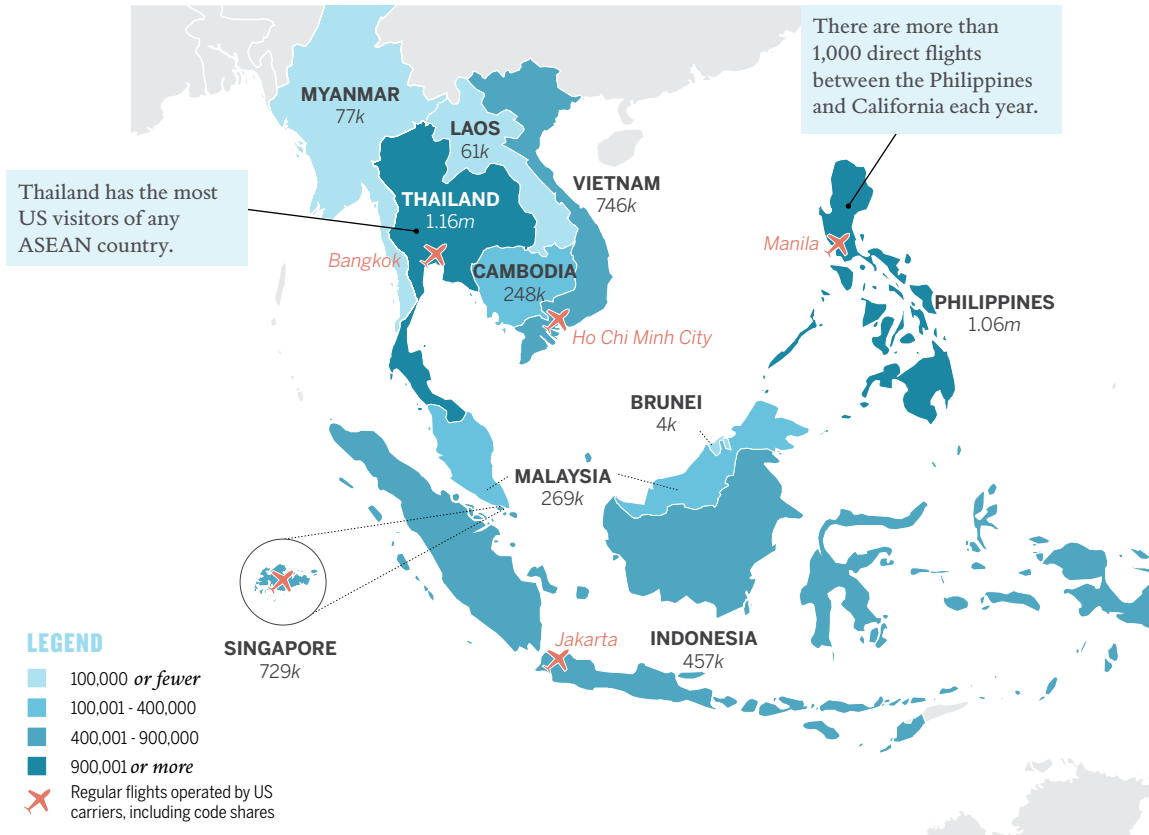 There are more than
1,000 direct flights
between the Philippines
and California each year.
MYANMAR
77k
LAOS
61k
Thailand has the most
US visitors of any
ASEAN country.
THAILAND
1.16m
VIETNAM
746k
Bangkok
Manila
CAMBODIA
248k
PHILIPPINES
1.06m
Ho Chi Minh City
BRUNEI
4k
MALAYSIA
269k
SINGAPORE
729k
Jakarta
INDONESIA
457k
LEGEND
100,000 or fewer
100,001 - 400,000
400,001 - 900,000
900,001 or more
Regular flights operated by US
carriers, including code shares